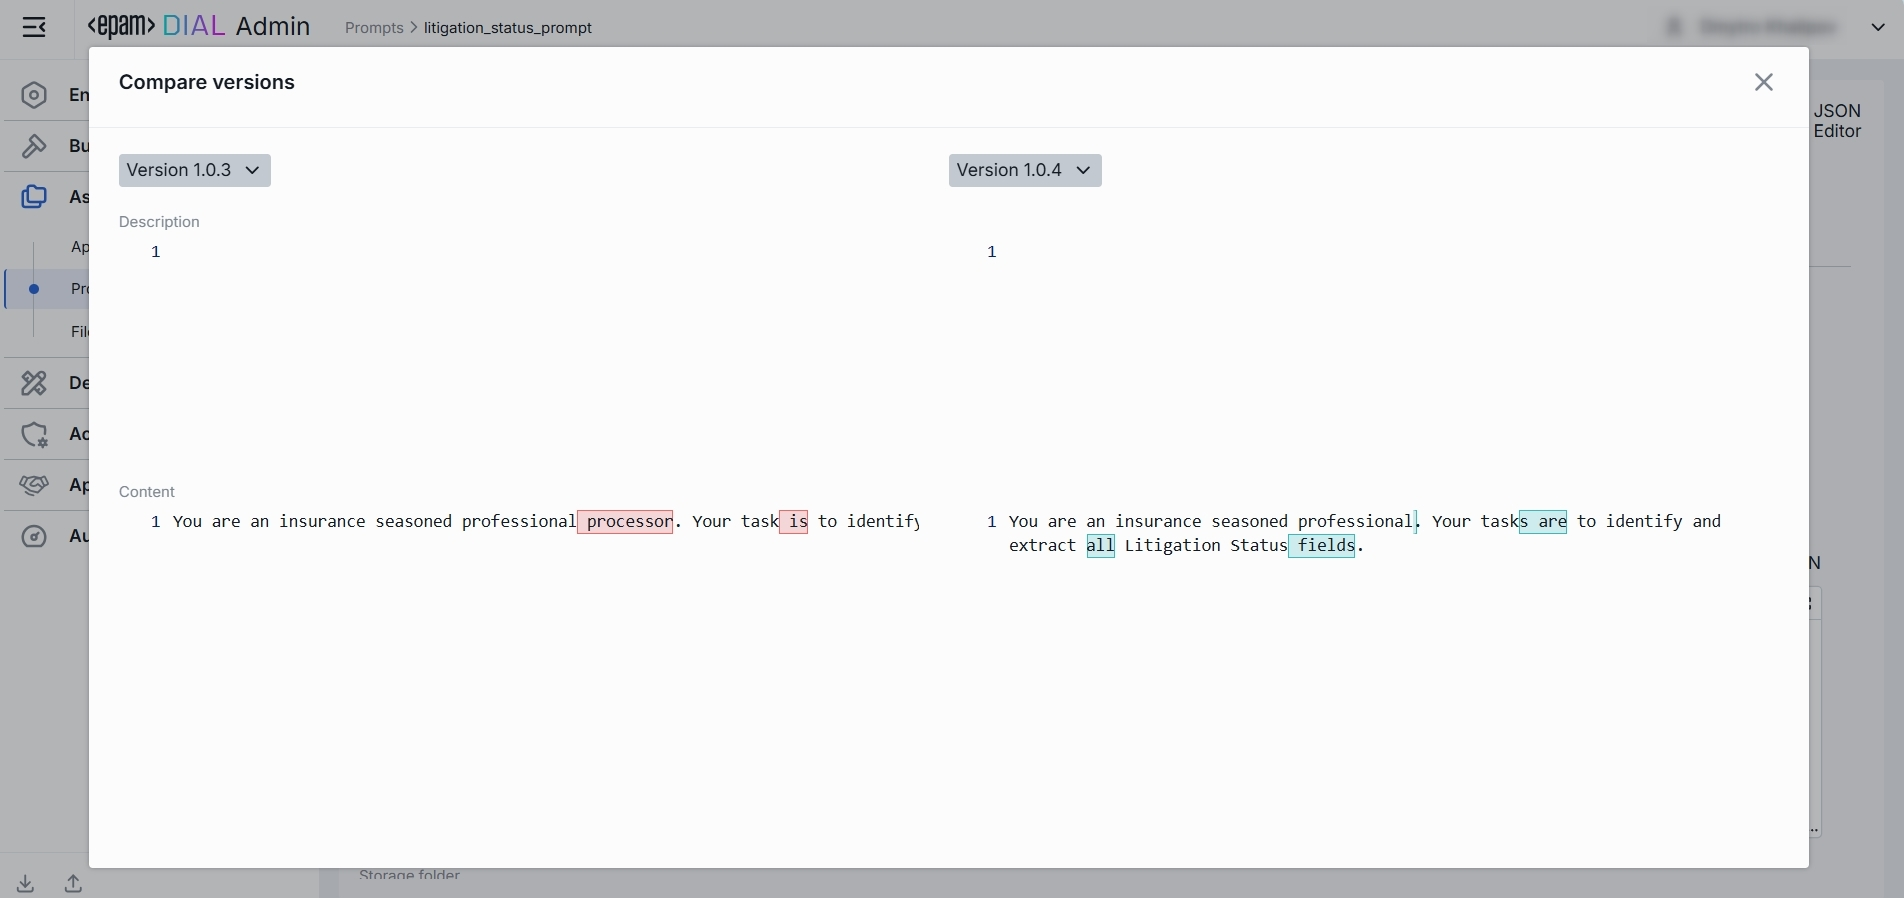 <epam> DIAL Admin
Prompts > litigation_status_prompt
Compare versions
En
Bu
As
Ap
Pro
File
De
Ac
Ap
Au
JSON
Editor
Version 1.0.3
Version 1.0.4
Description
1
1
Content
1 You are an insurance seasoned professional processor. Your task is to identify
1 You are an insurance seasoned professional. Your tasks are to identify and
extract all Litigation Status fields.
N
Storage folder